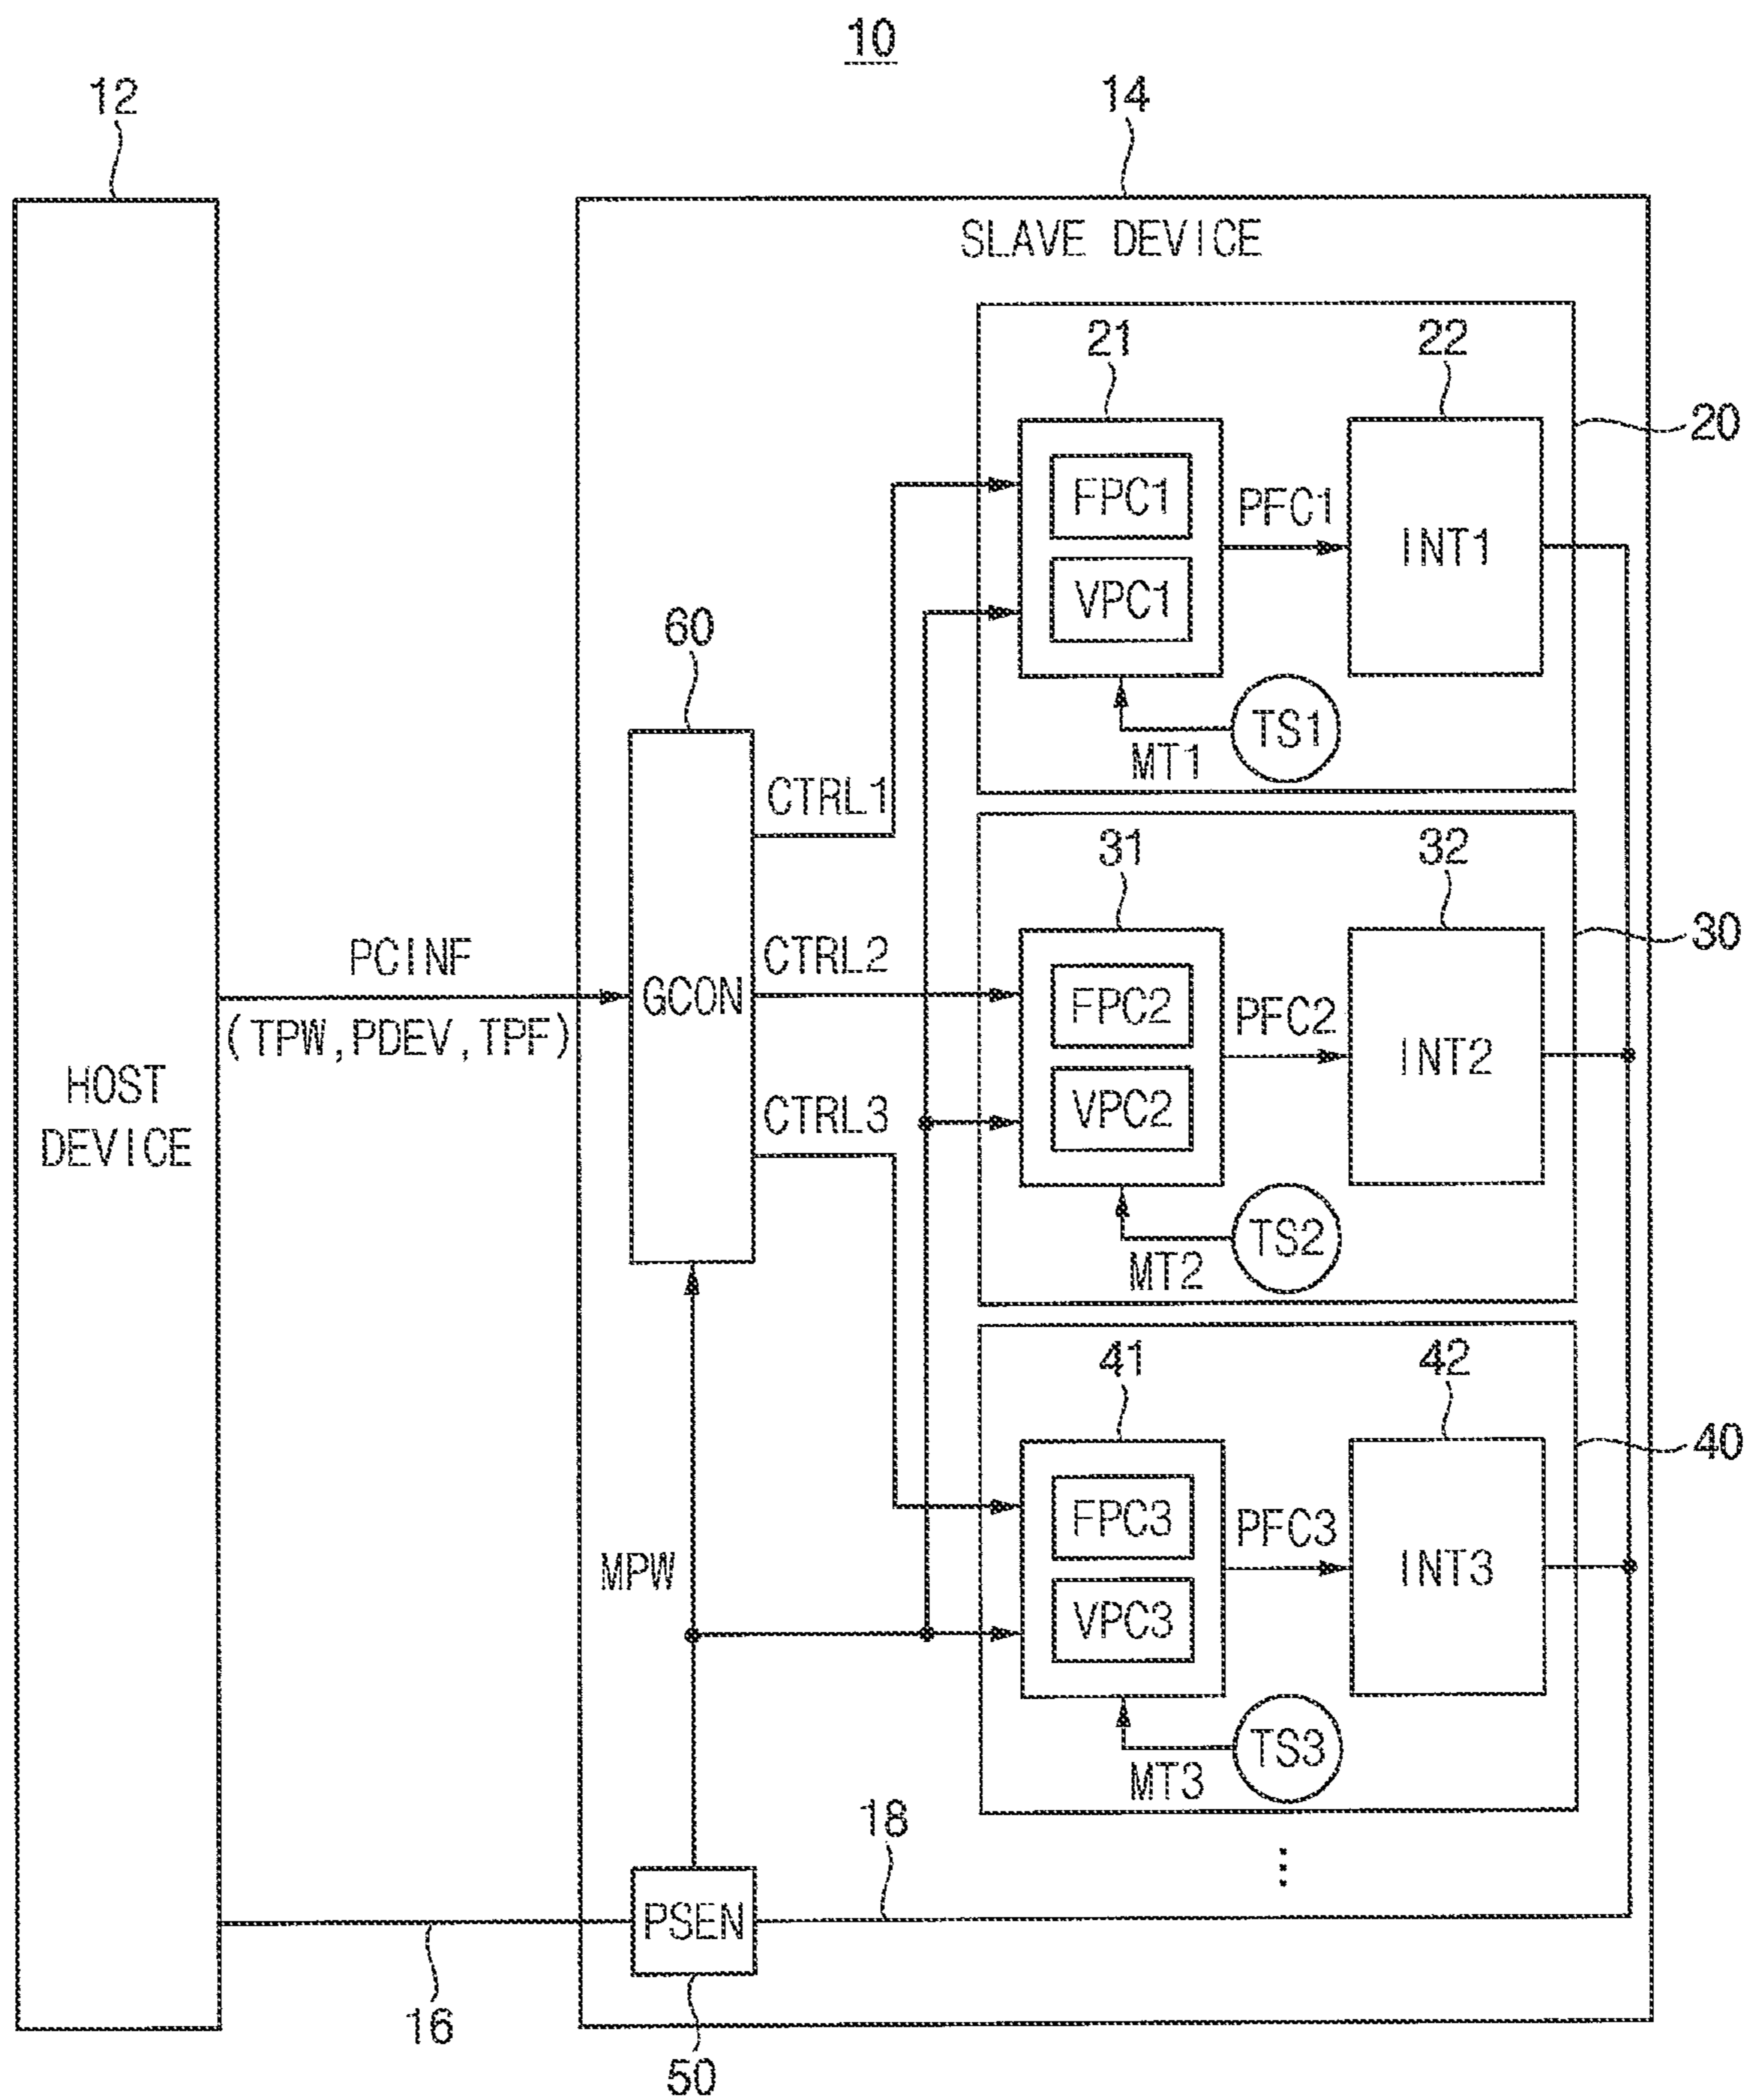 10
12
14
SLAVE DEVICE
21
22
20
FPC1
PFC1
INT1
VPC1
60
TS1
MT1
CTRL1
31
32
30
PCINF
CTRL2
GCON
FPC2
PFC2
(TPW,PDEV,TPF)
INT2
HOST
DEVICE
CTRL3
VPC2
TS2
MT2
41
42
40
FPC3
PFC3
MPW
INT3
VPC3
TS3
MT3
18
⋮
PSEN
16
50